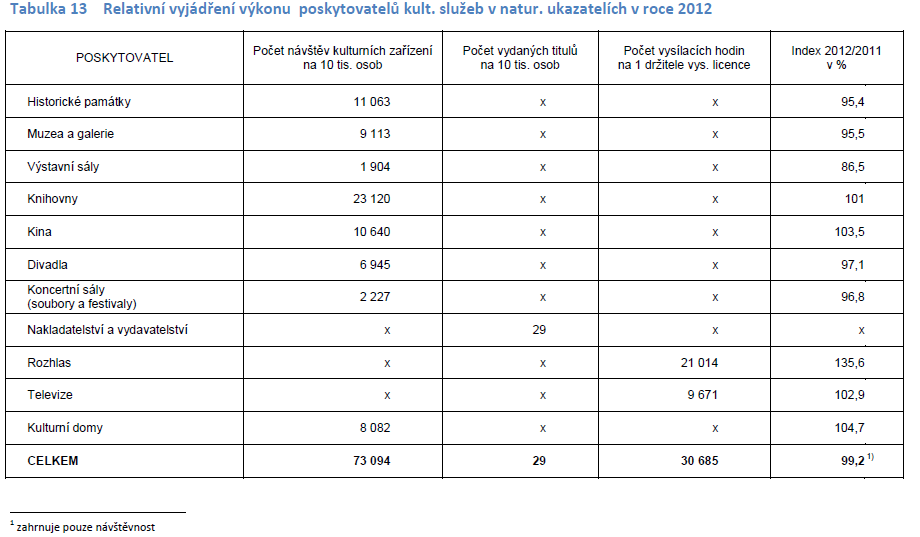 Tabulka 13 Relativní vyjádření výkonu poskytovatelů kult. služeb v natur. ukazatelích v roce 2012
POSKYTOVATEL Počet návštěv kulturních zařízení na 10 tis. osob Počet vydaných titulů na 10 tis. osob Počet vysílacích hodin na 1 držitele vys. licence Index 2012/2011 v %
Historické památky 11 063 x x 95,4
Muzea a galerie 9 113 x x 95,5
Výstavní sály 1 904 x x 86,5
Knihovny 23 120 x x 101
Kina 10 640 x x 103,5
Divadla 6 945 x x 97,1
Koncertní sály
(soubory a festivaly) 2 227 x x 96,8
Nakladatelství a vydavatelství x 29 x x
Rozhlas x x 21 014 135,6
Televize x x 9 671 102,9
Kulturní domy 8 082 x x 104,7
CELKEM 73 094 29 30 685 99,2 1)
1 zahrnuje pouze návštěvnost